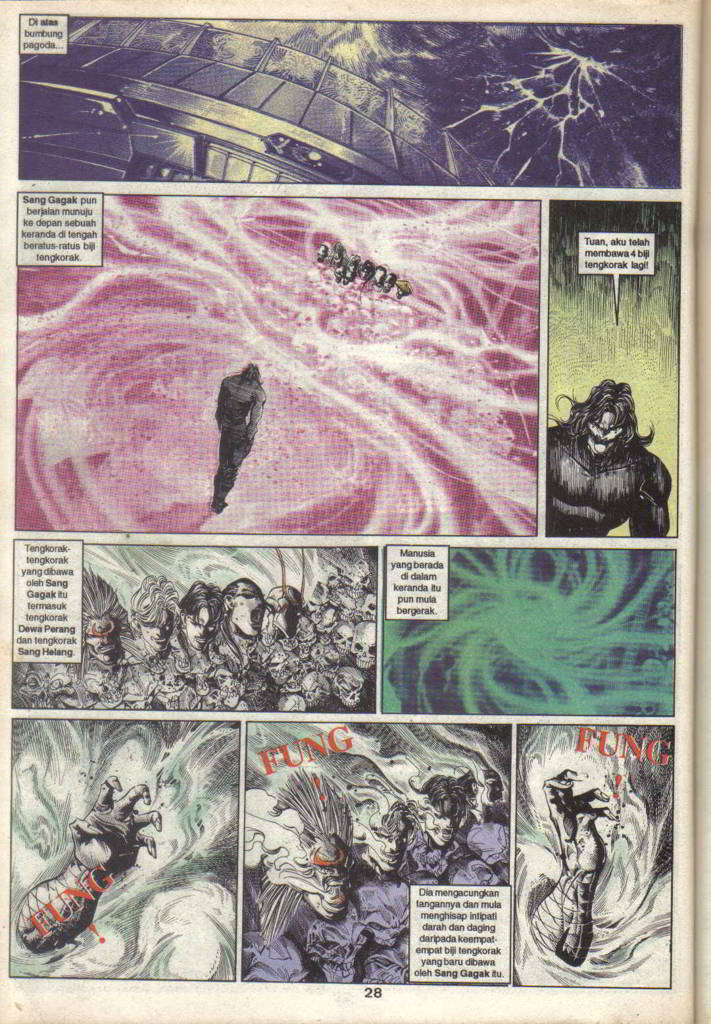 Di atas
bumbung
pagoda...
Sang Gagak pun
berjalan munuju
ke depan sebuah
keranda di tengah
beratus-ratus biji
tengkorak.
Tuan, aku telah
membawa 4 biji
tengkorak lagi!
Tengkorak-
tengkorak
yang dibawa
oleh Sang
Gagak itu
termasuk
tengkorak
Dewa Perang
dan tengkorak
Sang Helang.
Manusia
yang berada
di dalam
keranda itu
pun mula
bergerak.
FUNG
!
FUNG
!
Dia mengacungkan
tangannya dan mula
menghisap intipati
darah dan daging
daripada keempat-
empat biji tengkorak
yang baru dibawa
oleh Sang Gagak itu.
FUNG
!
28